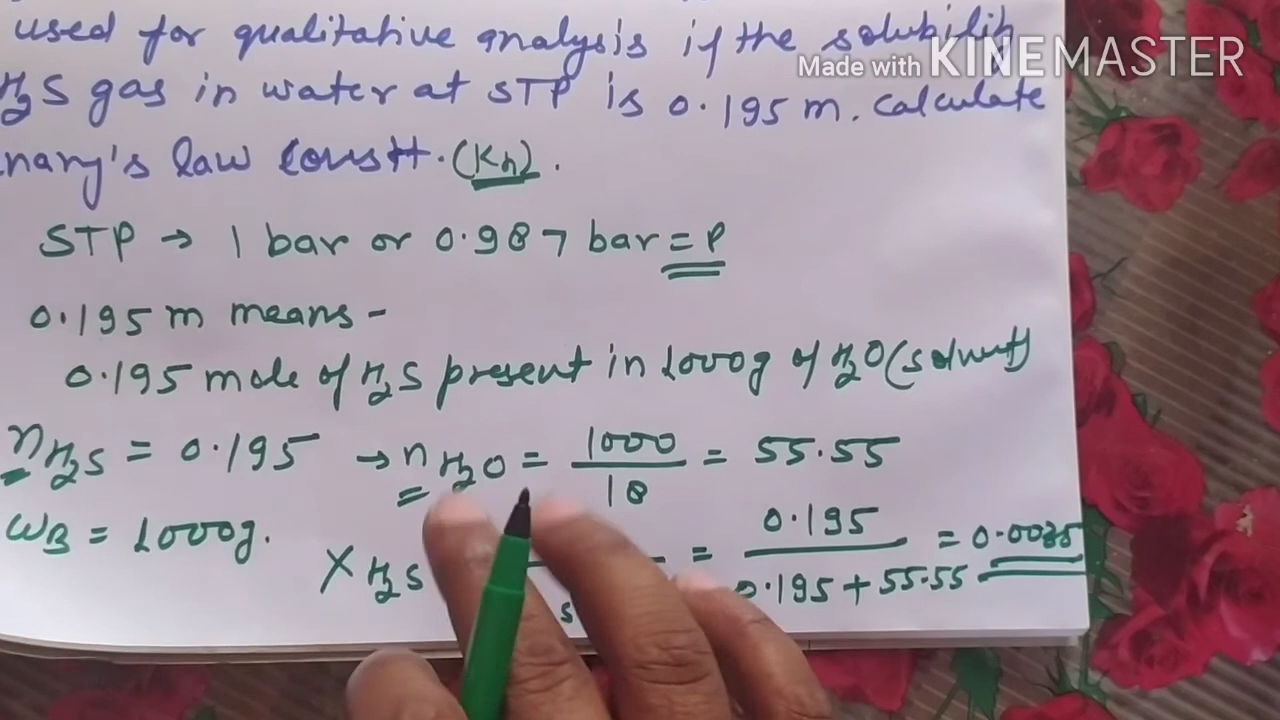 used for qualitative analysis if the solubility
Made with KINEMASTER
H2S gas in water at STP is 0.195 m. Calculate
law constt. (KH).
STP → 1 bar or 0.987 bar = P
0.195 m means -
0.195 mole of H2S present in 1000g of H2O (solvent)
nH2S = 0.195 → nH2O = 1000/18 = 55.55
WB = 1000g.
XH2S = 0.195/0.195 + 55.55 = 0.0035